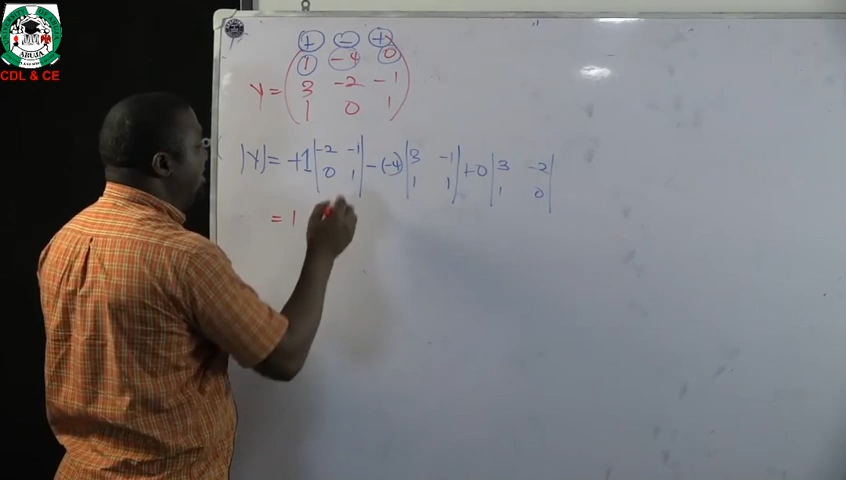 ABUJA
CDL & CE
+ − +
1 −4 0
Y = 3 −2 −1
1 0 1
|Y| = +1 |−2 −1| − (−4) |3 −1| + 0 |3 −2|
|0 1| |1 1| |1 0|
= 1